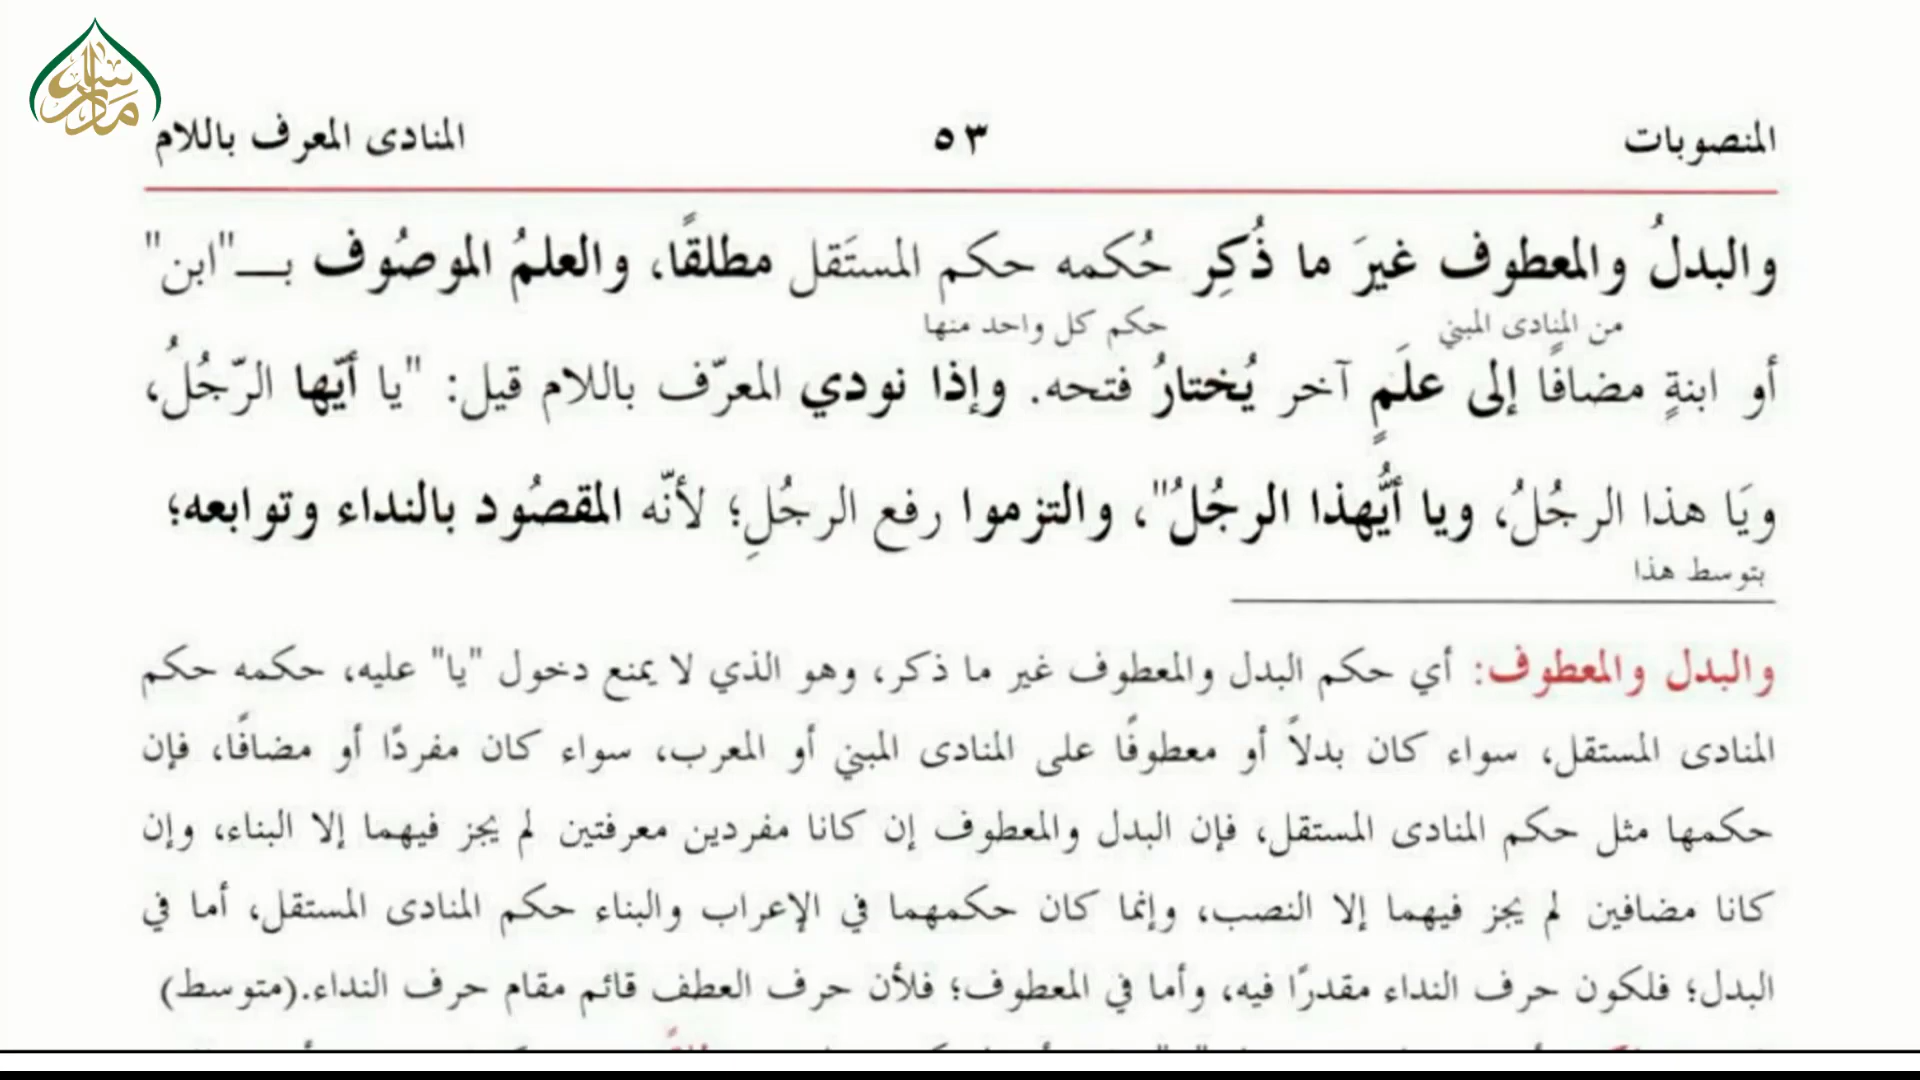 مدارس
المنصوبات ٥٣ المنادى المعرف باللام
والبدلُ والمعطوف غيرَ ما ذُكِر حُكمه حكم المستَقل مطلقًا، والعلمُ الموصُوف بـــ"ابن"
من المنادى المبني حكم كل واحد منها
أو ابنةٍ مضافًا إلى علَمٍ آخر يُختارُ فتحه. وإذا نودي المعرّف باللام قيل: "يا أيّها الرّجُلُ،
ويَا هذا الرجُلُ، ويا أيُّهذا الرجُلُ"، والتزموا رفع الرجُلِ؛ لأنّه المقصُود بالنداء وتوابعه؛
بتوسط هذا
والبدل والمعطوف: أي حكم البدل والمعطوف غير ما ذكر، وهو الذي لا يمنع دخول "يا" عليه، حكمه حكم
المنادى المستقل، سواء كان بدلاً أو معطوفًا على المنادى المبني أو المعرب، سواء كان مفردًا أو مضافًا، فإن
حكمها مثل حكم المنادى المستقل، فإن البدل والمعطوف إن كانا مفردين معرفتين لم يجز فيهما إلا البناء، وإن
كانا مضافين لم يجز فيهما إلا النصب، وإنما كان حكمهما في الإعراب والبناء حكم المنادى المستقل، أما في
البدل؛ فلكون حرف النداء مقدرًا فيه، وأما في المعطوف؛ فلأن حرف العطف قائم مقام حرف النداء.(متوسط)